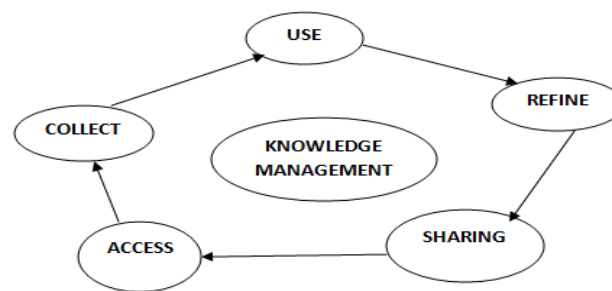 USE
REFINE
COLLECT
KNOWLEDGE
MANAGEMENT
SHARING
ACCESS